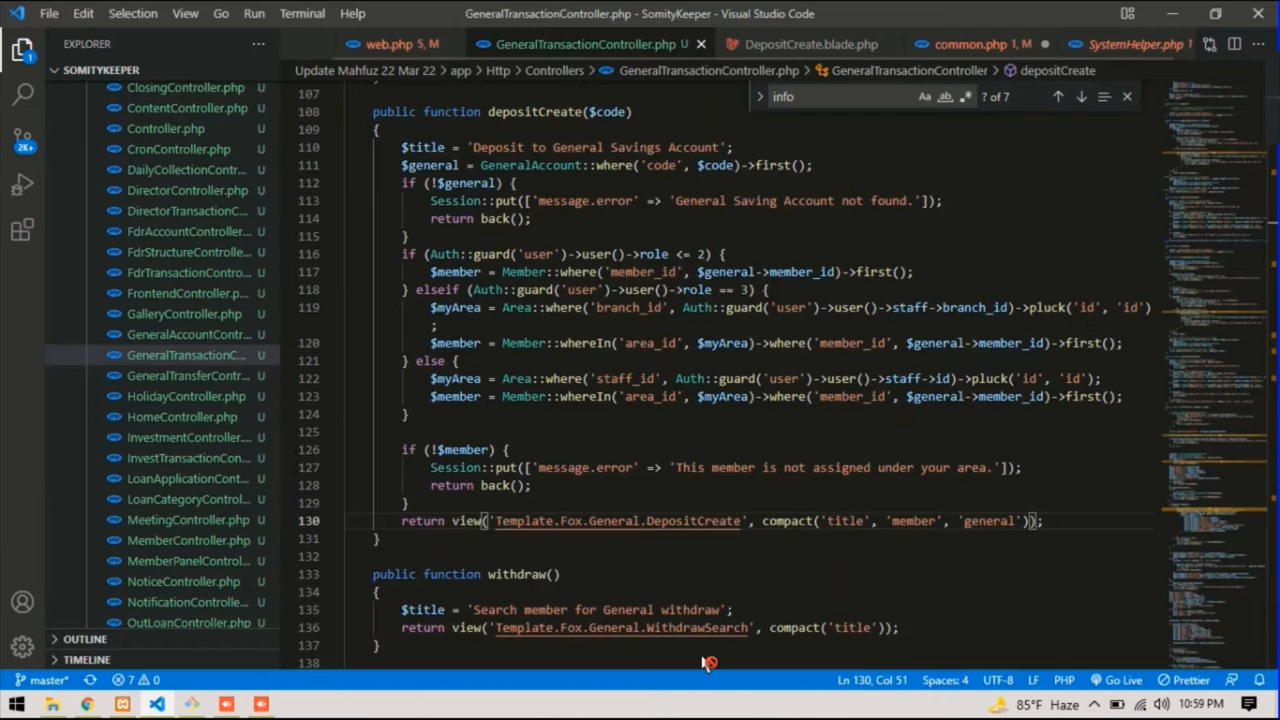 File Edit Selection View Go Run Terminal Help GeneralTransactionController.php - SomityKeeper - Visual Studio Code
EXPLORER
web.php 5, M
GeneralTransactionController.php U
DepositCreate.blade.php
common.php 1, M
SystemHelper.php 1
SOMITYKEEPER
Update Mahfuz 22 Mar 22 > app > Http > Controllers > GeneralTransactionController.php > GeneralTransactionController > depositCreate
info
Aa ab .* ? of 7
ClosingController.php U
ContentController.php U
Controller.php U
CronController.php U
DailyCollectionContr... U
DirectorController.php U
DirectorTransactionC... U
FdrAccountController... U
FdrStructureControlle... U
FdrTransactionContro... U
FrontendController.p... U
GalleryController.php U
GeneralAccountContr... U
GeneralTransactionC... U
GeneralTransferContr... U
HolidayController.php U
HomeController.php U
InvestmentController.... U
InvestTransactionCon... U
LoanApplicationCont... U
LoanCategoryControl... U
MeetingController.php U
MemberController.php U
MemberPanelControl... U
NoticeController.php U
NotificationController... U
OutLoanController.php U
OUTLINE
TIMELINE
2K+
1
107
108 public function depositCreate($code)
109 {
110 $title = 'Deposit to General Savings Account';
111 $general = GeneralAccount::where('code', $code)->first();
112 if (!$general) {
113 Session::put(['message.error' => 'General Saving Account not found.']);
114 return back();
115 }
116 if (Auth::guard('user')->user()->role <= 2) {
117 $member = Member::where('member_id', $general->member_id)->first();
118 } elseif (Auth::guard('user')->user()->role == 3) {
119 $myArea = Area::where('branch_id', Auth::guard('user')->user()->staff->branch_id)->pluck('id', 'id')
;
120 $member = Member::whereIn('area_id', $myArea)->where('member_id', $general->member_id)->first();
121 } else {
122 $myArea = Area::where('staff_id', Auth::guard('user')->user()->staff->id)->pluck('id', 'id');
123 $member = Member::whereIn('area_id', $myArea)->where('member_id', $general->member_id)->first();
124 }
125
126 if (!$member) {
127 Session::put(['message.error' => 'This member is not assigned under your area.']);
128 return back();
129 }
130 return view('Template.Fox.General.DepositCreate', compact('title', 'member', 'general'));
131 }
132
133 public function withdraw()
134 {
135 $title = 'Search member for General withdraw';
136 return view('Template.Fox.General.WithdrawSearch', compact('title'));
137 }
138
master* 7 0 Ln 130, Col 51 Spaces: 4 UTF-8 LF PHP Go Live Prettier
85°F Haze 10:59 PM